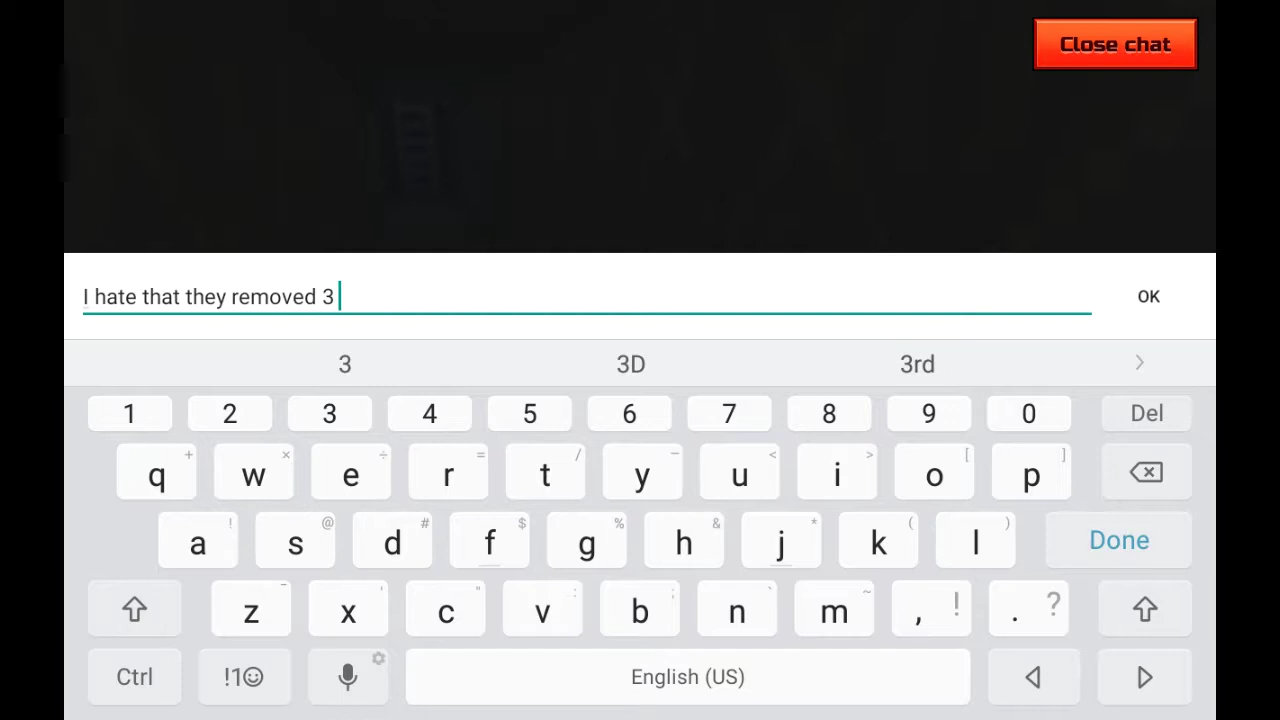 Close chat
I hate that they removed 3
OK
3 3D 3rd >
1 2 3 4 5 6 7 8 9 0 Del
q + w × e ÷ r = t / y - u < i > o [ p ]
a ! s @ d # f $ g % h & j * k ( l ) Done
z - x ' c " v : b ; n ` m ~ , ! . ?
Ctrl !1☺ English (US)